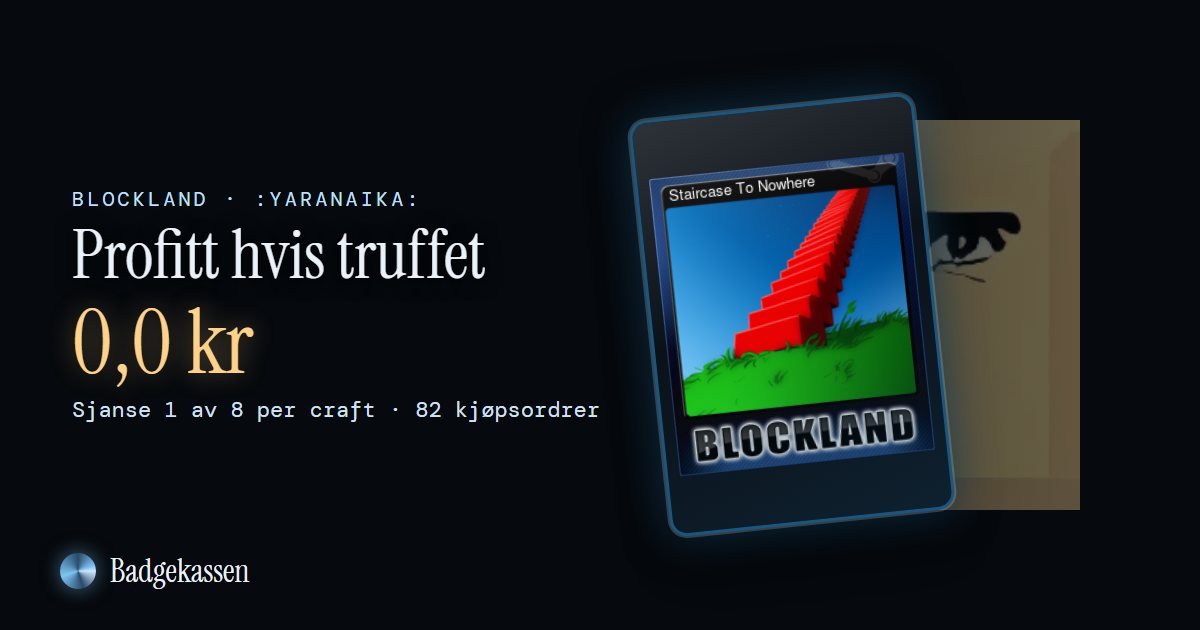 BLOCKLAND · :YARANAIKA:
Profitt hvis truffet
0,0 kr
Sjanse 1 av 8 per craft · 82 kjøpsordrer
Staircase To Nowhere
BLOCKLAND
Badgekassen